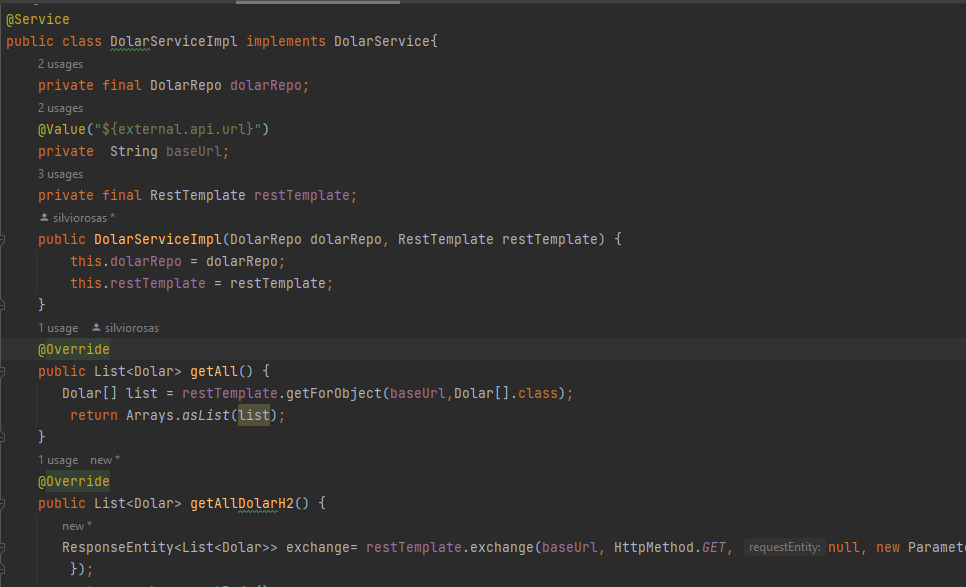 @Service
public class DolarServiceImpl implements DolarService{
2 usages
private final DolarRepo dolarRepo;
2 usages
@Value("${external.api.url}")
private  String baseUrl;
3 usages
private final RestTemplate restTemplate;
silviorosas *
public DolarServiceImpl(DolarRepo dolarRepo, RestTemplate restTemplate) {
this.dolarRepo = dolarRepo;
this.restTemplate = restTemplate;
}
1 usage silviorosas
@Override
public List<Dolar> getAll() {
Dolar[] list = restTemplate.getForObject(baseUrl,Dolar[].class);
return Arrays.asList(list);
}
1 usage new *
@Override
public List<Dolar> getAllDolarH2() {
new *
ResponseEntity<List<Dolar>> exchange= restTemplate.exchange(baseUrl, HttpMethod.GET, requestEntity: null, new Paramet
});